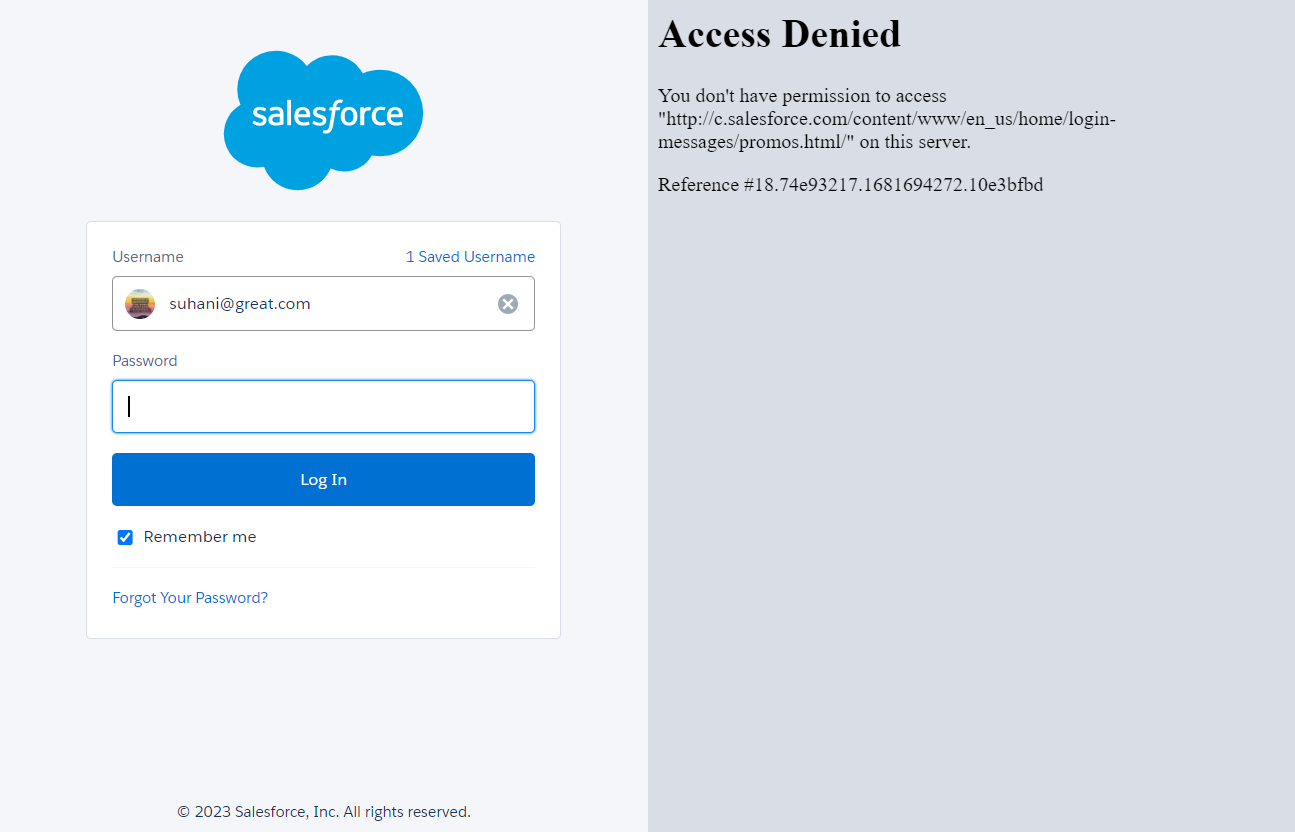 salesforce
Username
1 Saved Username
suhani@great.com
Password
Log In
Remember me
Forgot Your Password?
© 2023 Salesforce, Inc. All rights reserved.
Access Denied
You don't have permission to access
"http://c.salesforce.com/content/www/en_us/home/login-
messages/promos.html/" on this server.
Reference #18.74e93217.1681694272.10e3bfbd